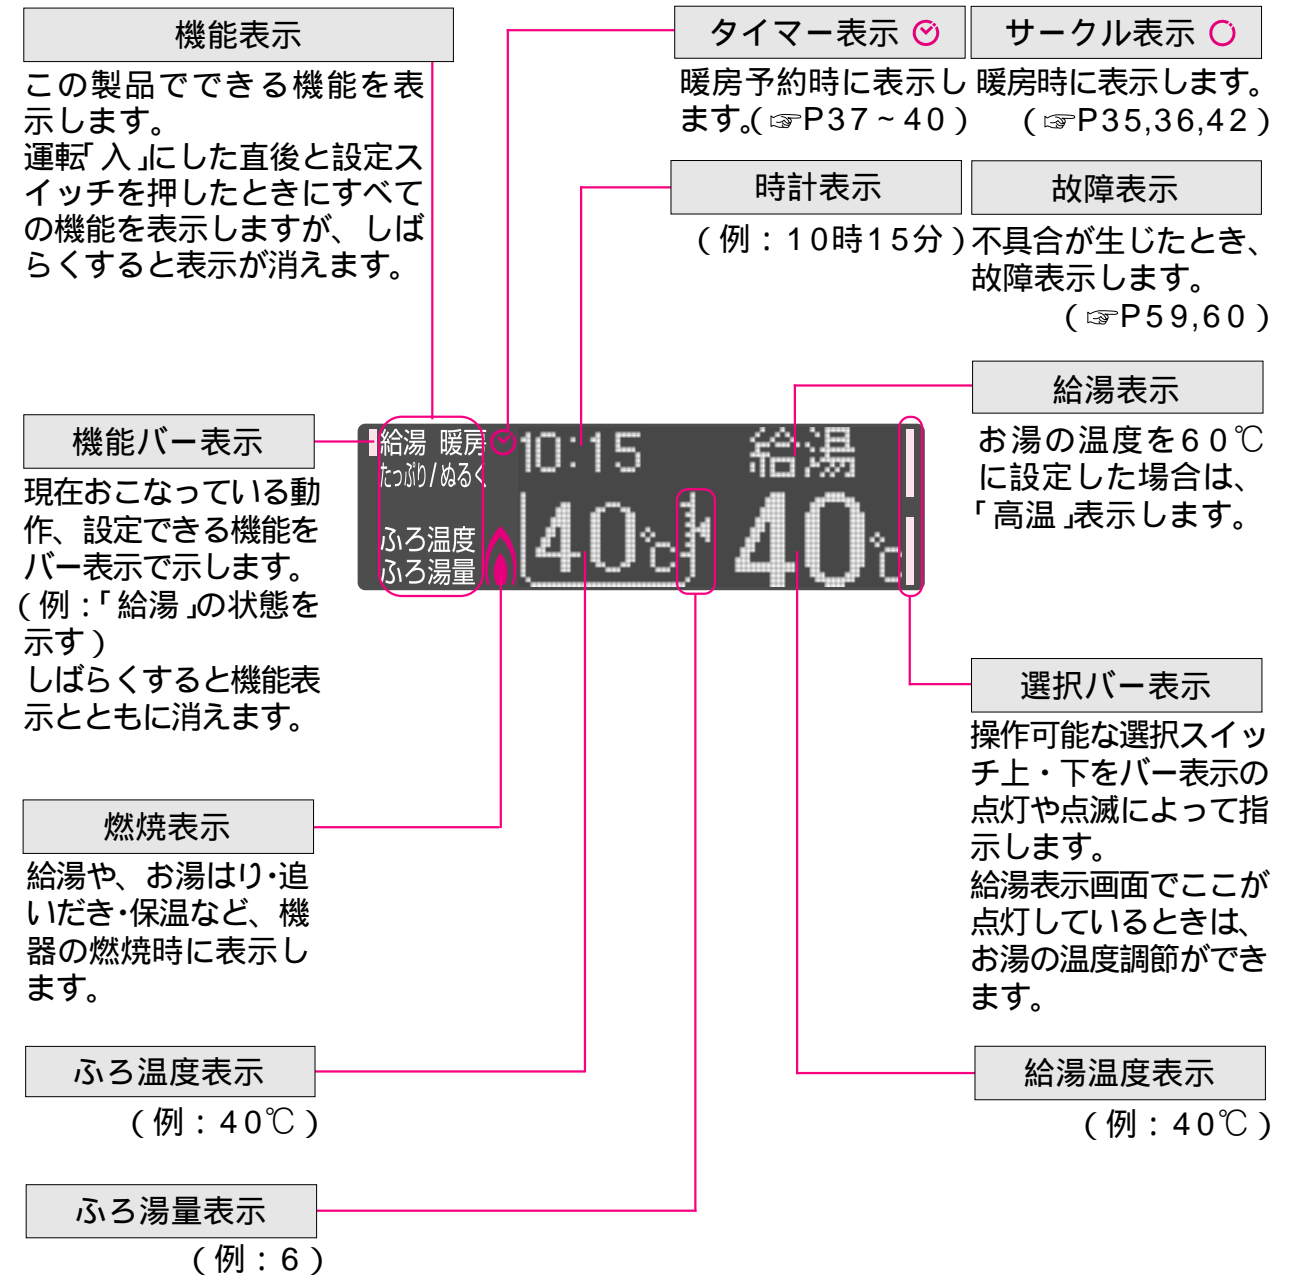 機能表示
この製品でできる機能を表
示します。
運転「入」にした直後と設定ス
イッチを押したときにすべて
の機能を表示しますが、しば
らくすると表示が消えます。
タイマー表示
暖房予約時に表示し
ます。(☞P37~40)
サークル表示
暖房時に表示します。
(☞P35,36,42)
時計表示
(例:10時15分)
故障表示
不具合が生じたとき、
故障表示します。
(☞P59,60)
給湯表示
お湯の温度を60℃
に設定した場合は、
「高温」表示します。
機能バー表示
現在おこなっている動
作、設定できる機能を
バー表示で示します。
(例:「給湯」の状態を
示す)
しばらくすると機能表
示とともに消えます。
給湯 暖房
たっぷり/ぬるく
ふろ温度
ふろ湯量
10:15
給湯
40℃
40℃
選択バー表示
操作可能な選択スイッ
チ上・下をバー表示の
点灯や点滅によって指
示します。
給湯表示画面でここが
点灯しているときは、
お湯の温度調節ができ
ます。
燃焼表示
給湯や、お湯はり・追
いだき・保温など、機
器の燃焼時に表示し
ます。
ふろ温度表示
(例:40℃)
給湯温度表示
(例:40℃)
ふろ湯量表示
(例:6)